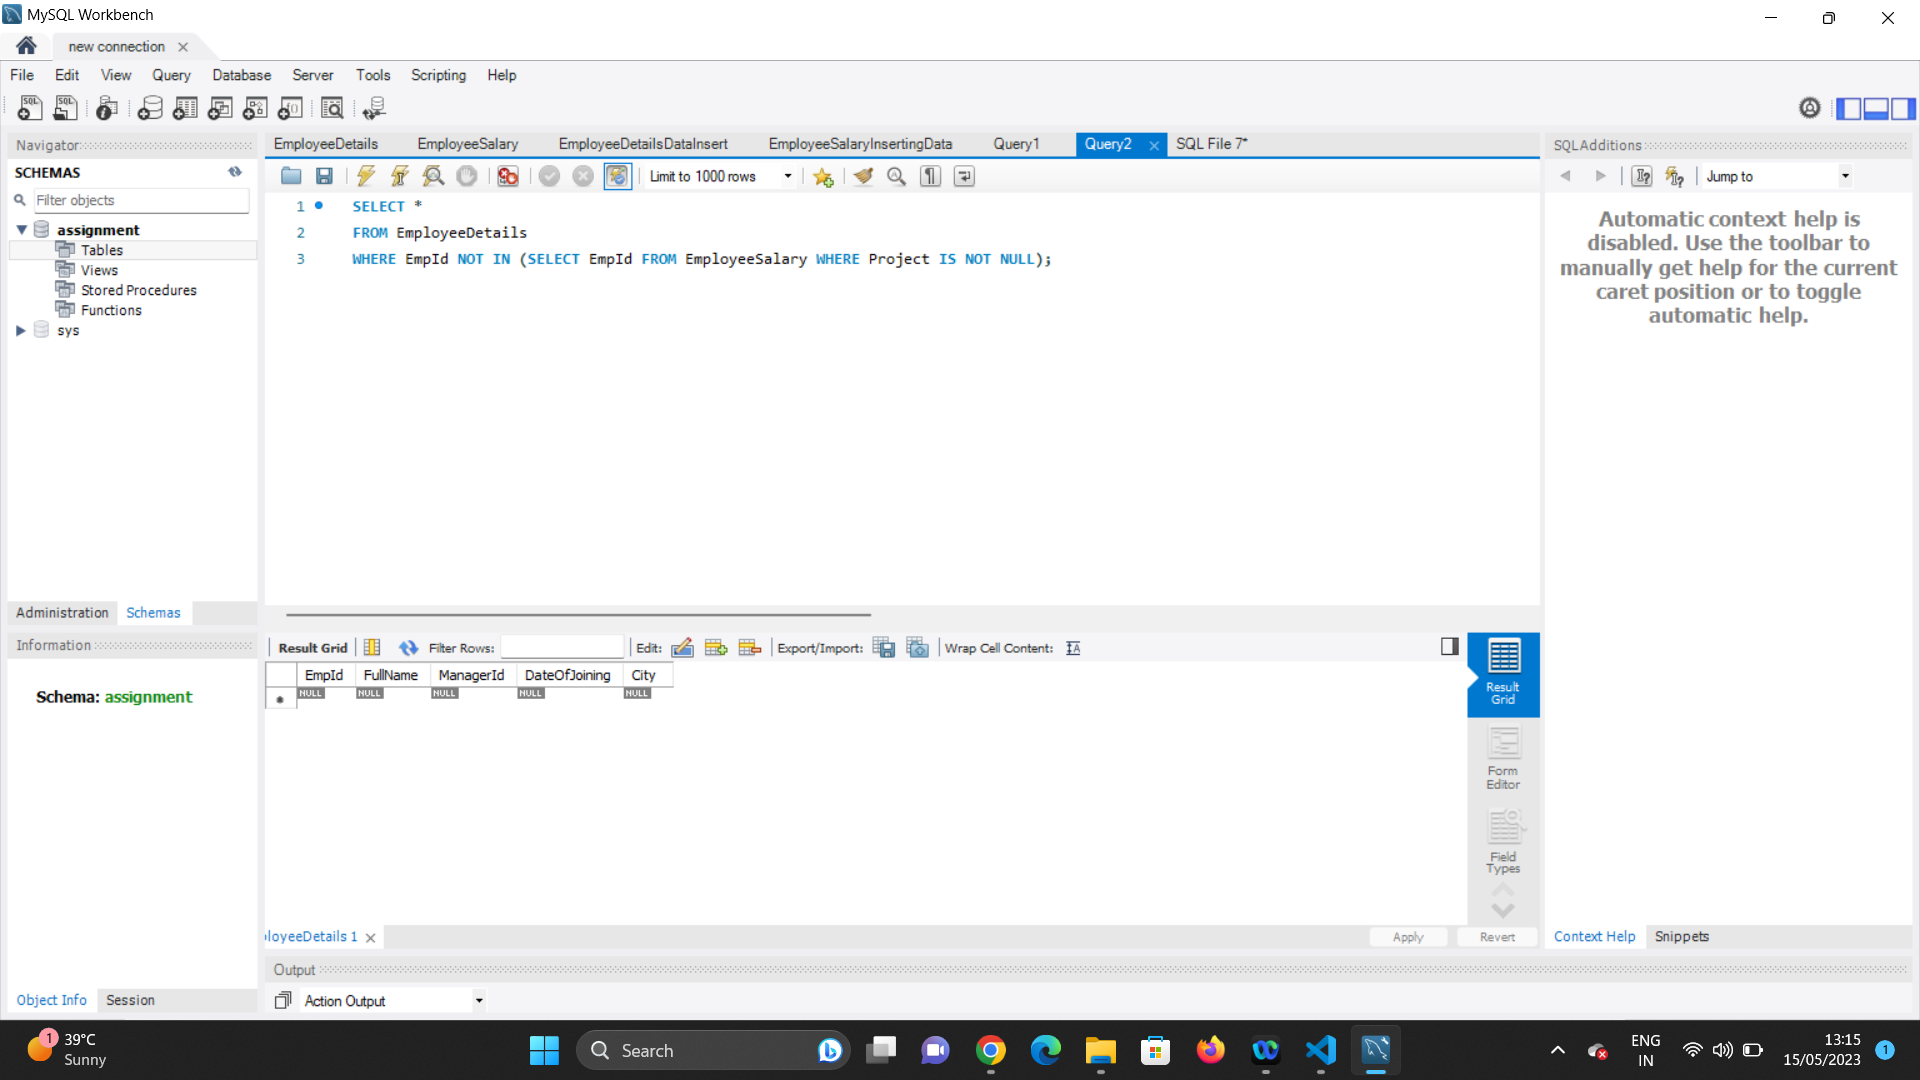 MySQL Workbench
new connection
File Edit View Query Database Server Tools Scripting Help
Navigator
SCHEMAS
Filter objects
assignment
Tables
Views
Stored Procedures
Functions
sys
Administration Schemas
Information
Schema: assignment
Object Info Session
EmployeeDetails EmployeeSalary EmployeeDetailsDataInsert EmployeeSalaryInsertingData Query1 Query2 SQL File 7*
Limit to 1000 rows
1 SELECT *
2 FROM EmployeeDetails
3 WHERE EmpId NOT IN (SELECT EmpId FROM EmployeeSalary WHERE Project IS NOT NULL);
Result Grid Filter Rows: Edit: Export/Import: Wrap Cell Content:
EmpId FullName ManagerId DateOfJoining City
NULL NULL NULL NULL NULL
Result
Grid
Form
Editor
Field
Types
loyeeDetails 1
Apply Revert
Output
Action Output
SQLAdditions
Jump to
Automatic context help is
disabled. Use the toolbar to
manually get help for the current
caret position or to toggle
automatic help.
Context Help Snippets
1
39°C
Sunny
Search
ENG
IN
13:15
15/05/2023
1